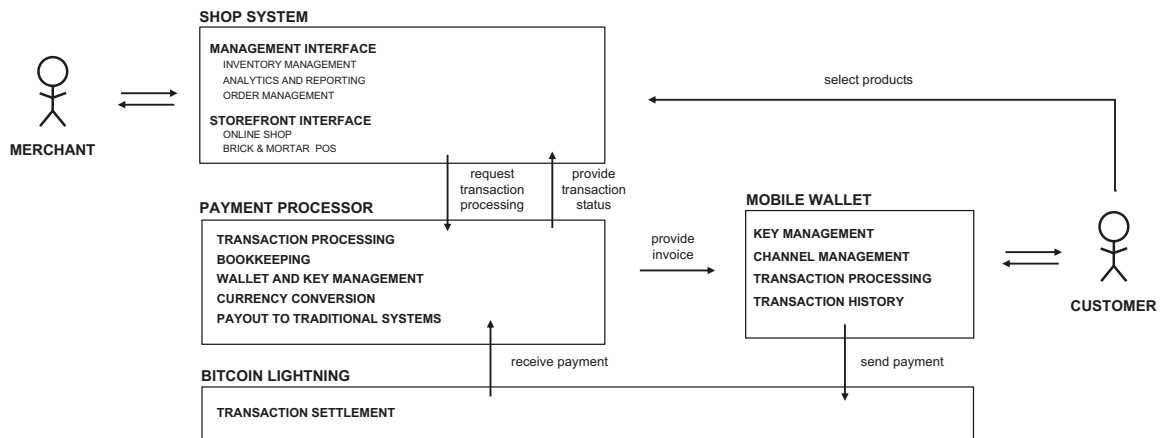 SHOP SYSTEM
MANAGEMENT INTERFACE
INVENTORY MANAGEMENT
ANALYTICS AND REPORTING
ORDER MANAGEMENT
STOREFRONT INTERFACE
ONLINE SHOP
BRICK & MORTAR POS
MERCHANT
select products
request
transaction
processing
provide
transaction
status
PAYMENT PROCESSOR
TRANSACTION PROCESSING
BOOKKEEPING
WALLET AND KEY MANAGEMENT
CURRENCY CONVERSION
PAYOUT TO TRADITIONAL SYSTEMS
provide
invoice
MOBILE WALLET
KEY MANAGEMENT
CHANNEL MANAGEMENT
TRANSACTION PROCESSING
TRANSACTION HISTORY
CUSTOMER
receive payment
send payment
BITCOIN LIGHTNING
TRANSACTION SETTLEMENT